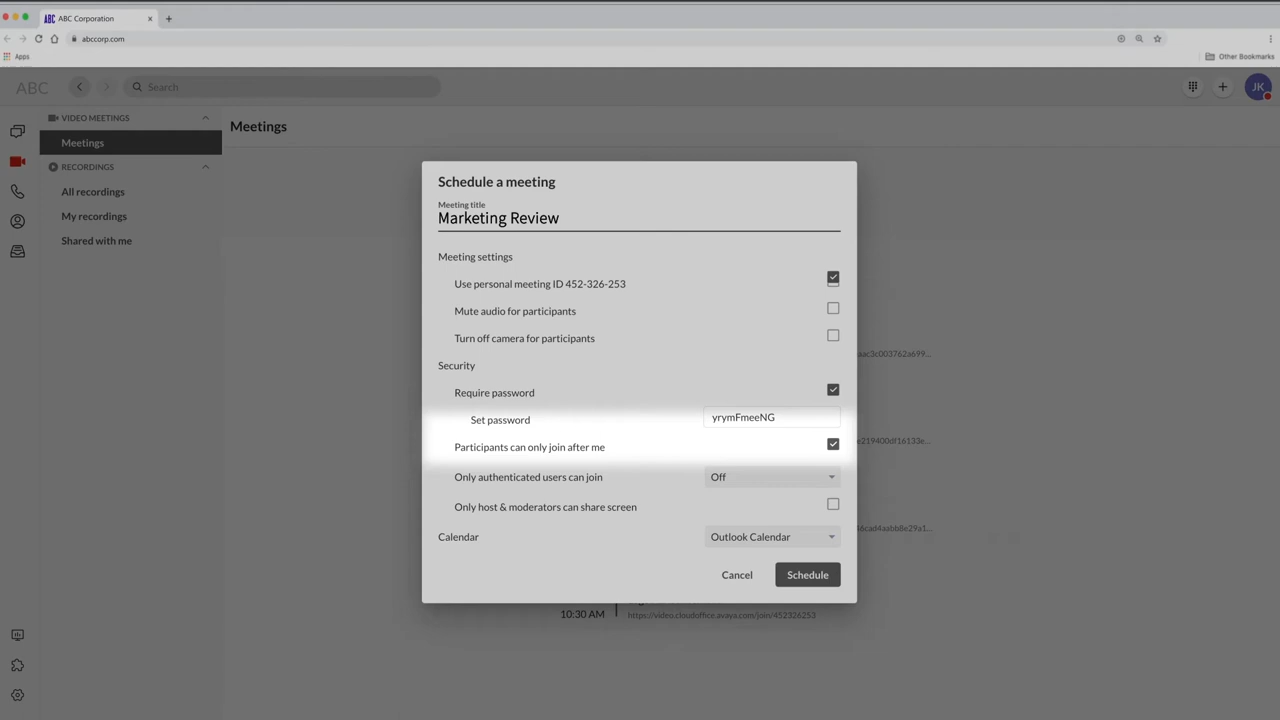 ABC ABC Corporation
abccorp.com
Apps
Other Bookmarks
ABC
Search
JK
VIDEO MEETINGS
Meetings
RECORDINGS
All recordings
My recordings
Shared with me
Meetings
Schedule a meeting
Meeting title
Marketing Review
Meeting settings
Use personal meeting ID 452-326-253
Mute audio for participants
Turn off camera for participants
Security
Require password
Set password yrymFmeeNG
Participants can only join after me
Only authenticated users can join Off
Only host & moderators can share screen
Calendar Outlook Calendar
Cancel Schedule
aac3c003762a699...
e219400df16133e...
46cad4aabb8e29a1...
10:30 AM
https://video.cloudoffice.avaya.com/join/452326253